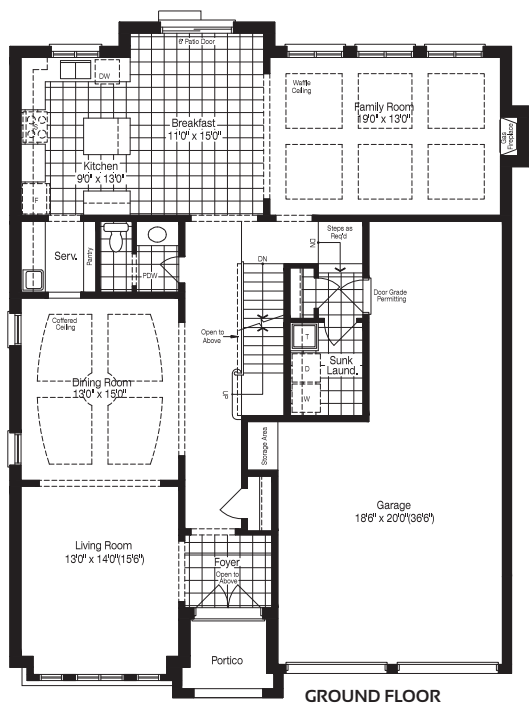 6' Patio Door
DW
Waffle
Ceiling
Family Room
19'0" x 13'0"
Breakfast
11'0" x 15'0"
Gas
Fireplace
Kitchen
9'0" x 13'0"
F
Serv.
Pantry
PDW
Steps as
Req'd
DN
DN
Door Grade
Permitting
Coffered
Ceiling
Open to
Above
T
Sunk
Laund.
D
W
Dining Room
13'0" x 15'0"
UP
Storage Area
Garage
18'6" x 20'0"(36'6")
Living Room
13'0" x 14'0"(15'6")
Foyer
Open to
Above
Portico
GROUND FLOOR